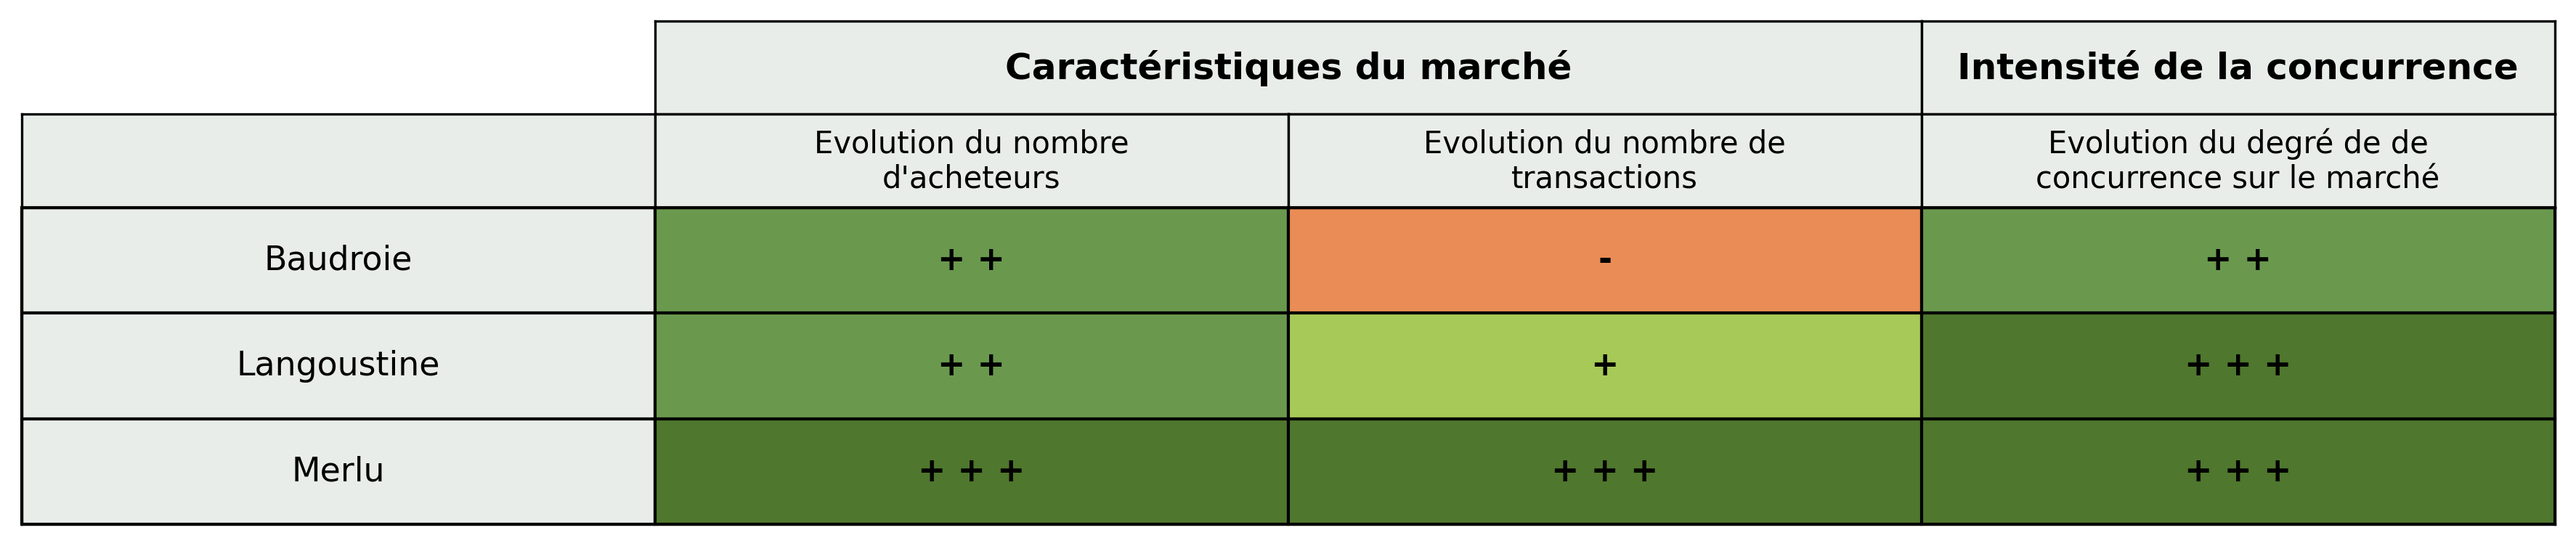 Caractéristiques du marché
Intensité de la concurrence
Evolution du nombre
d'acheteurs
Evolution du nombre de
transactions
Evolution du degré de de
concurrence sur le marché
Baudroie
+ +
-
+ +
Langoustine
+ +
+
+ + +
Merlu
+ + +
+ + +
+ + +